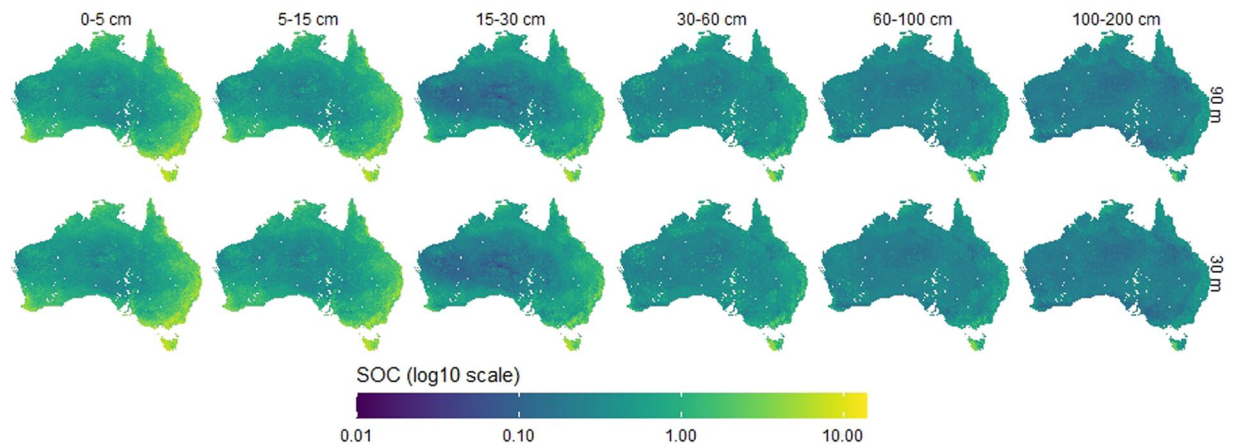 0-5 cm 5-15 cm 15-30 cm 30-60 cm 60-100 cm 100-200 cm
90 m
30 m
SOC (log10 scale)
0.01 0.10 1.00 10.00